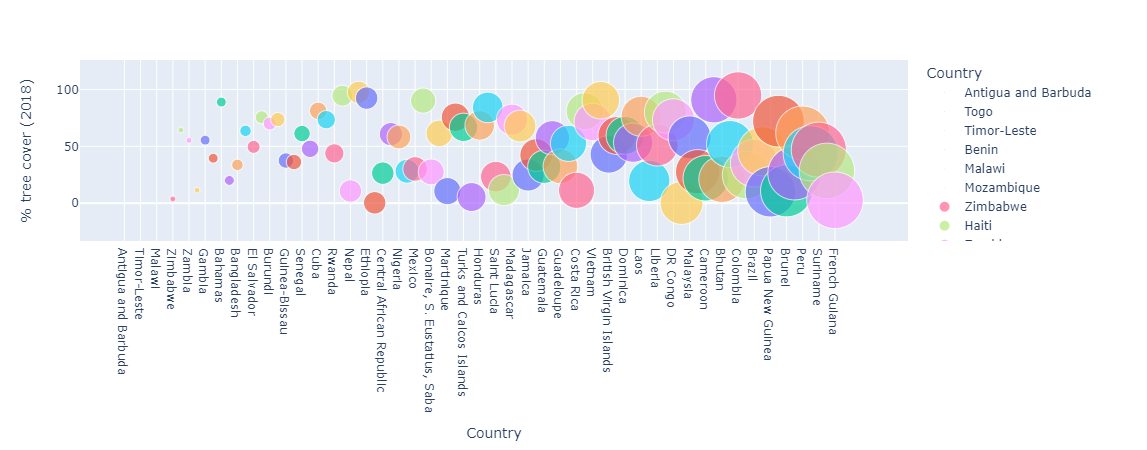 % tree cover (2018)
100
50
0
Antigua and Barbuda
Timor-Leste
Malawi
Zimbabwe
Zambia
Gambia
Bahamas
Bangladesh
El Salvador
Burundi
Guinea-Bissau
Senegal
Cuba
Rwanda
Nepal
Ethiopia
Central African Republic
Nigeria
Mexico
Bonaire, S. Eustatius, Saba
Martinique
Turks and Caicos Islands
Honduras
Saint Lucia
Madagascar
Jamaica
Guatemala
Guadeloupe
Costa Rica
Vietnam
British Virgin Islands
Dominica
Laos
Liberia
DR Congo
Malaysia
Cameroon
Bhutan
Colombia
Brazil
Papua New Guinea
Brunei
Peru
Suriname
French Guiana
Country
Country
Antigua and Barbuda
Togo
Timor-Leste
Benin
Malawi
Mozambique
Zimbabwe
Haiti